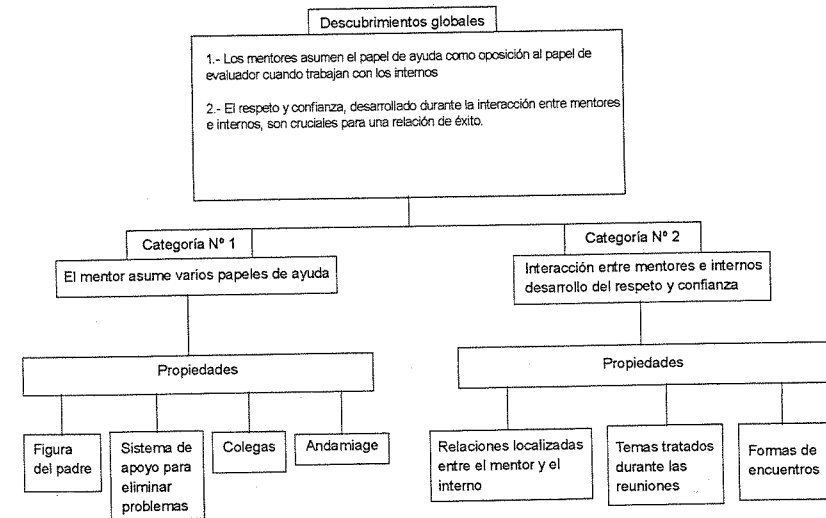 Descubrimientos globales
1.- Los mentores asumen el papel de ayuda como oposición al papel de
evaluador cuando trabajan con los internos
2.- El respeto y confianza, desarrollado durante la interacción entre mentores
e internos, son cruciales para una relación de éxito.
Categoría Nº 1
El mentor asume varios papeles de ayuda
Categoría Nº 2
Interacción entre mentores e internos
desarrollo del respeto y confianza
Propiedades
Figura
del padre
Sistema de
apoyo para
eliminar
problemas
Colegas
Andamiage
Propiedades
Relaciones localizadas
entre el mentor y el
interno
Temas tratados
durante las
reuniones
Formas de
encuentros